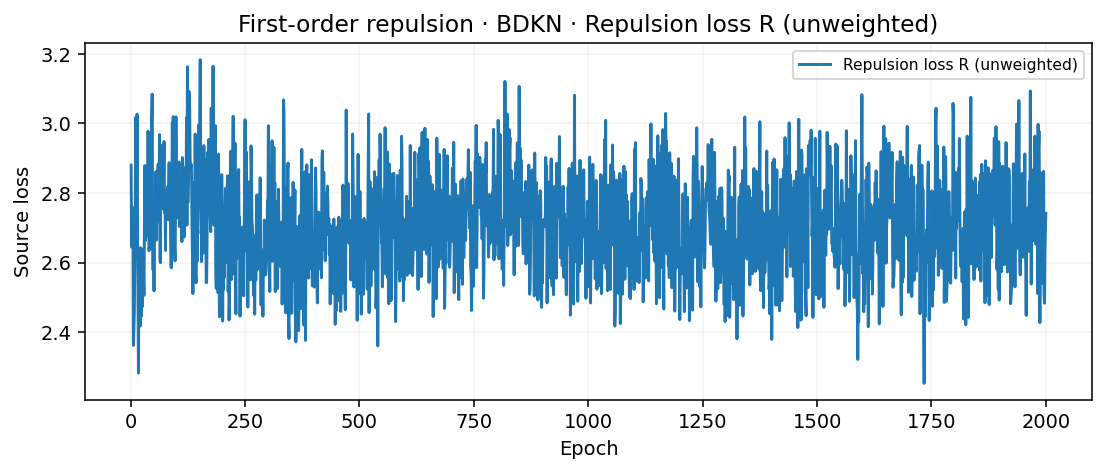 First-order repulsion · BDKN · Repulsion loss R (unweighted)
Repulsion loss R (unweighted)
Source loss
3.2
3.0
2.8
2.6
2.4
0 250 500 750 1000 1250 1500 1750 2000
Epoch